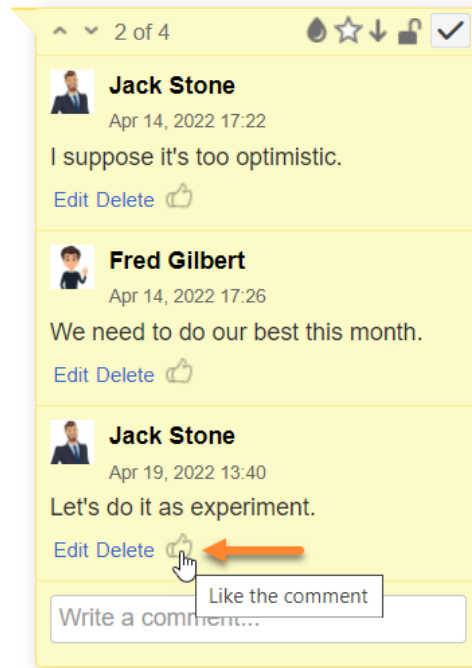 2 of 4
Jack Stone
Apr 14, 2022 17:22
I suppose it's too optimistic.
Edit Delete
Fred Gilbert
Apr 14, 2022 17:26
We need to do our best this month.
Edit Delete
Jack Stone
Apr 19, 2022 13:40
Let's do it as experiment.
Edit Delete
Like the comment
Write a comment...